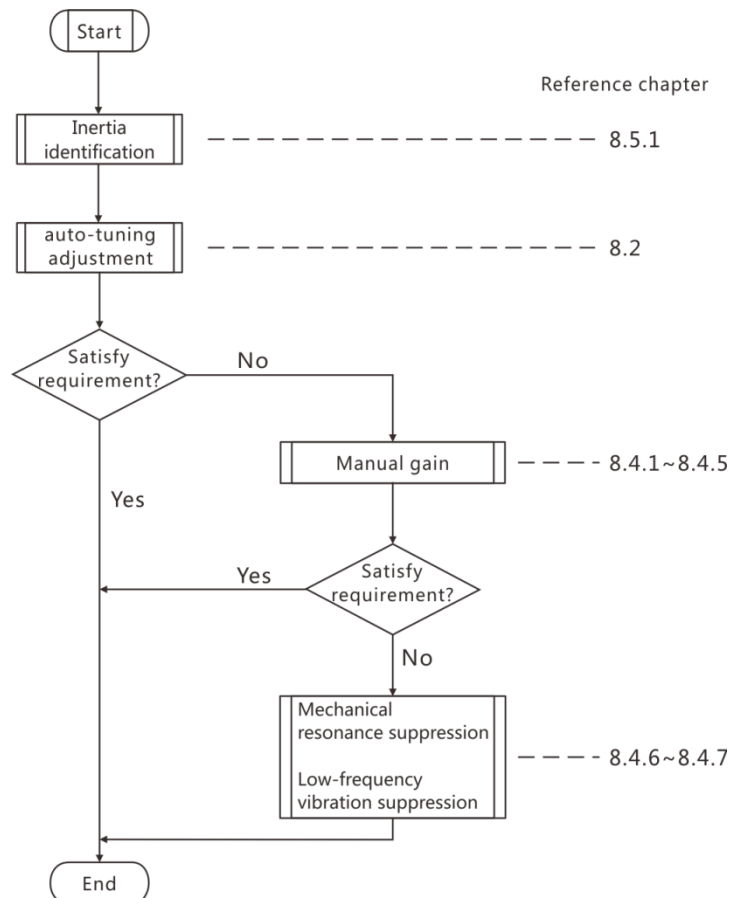 Start
Reference chapter
Inertia
identification
8.5.1
auto-tuning
adjustment
8.2
Satisfy
requirement?
No
Manual gain
8.4.1~8.4.5
Yes
Satisfy
requirement?
Yes
No
Mechanical
resonance suppression
Low-frequency
vibration suppression
8.4.6~8.4.7
End